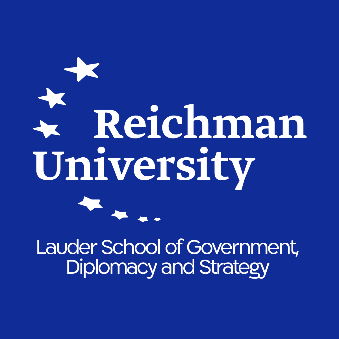 Reichman
University
Lauder School of Government,
Diplomacy and Strategy